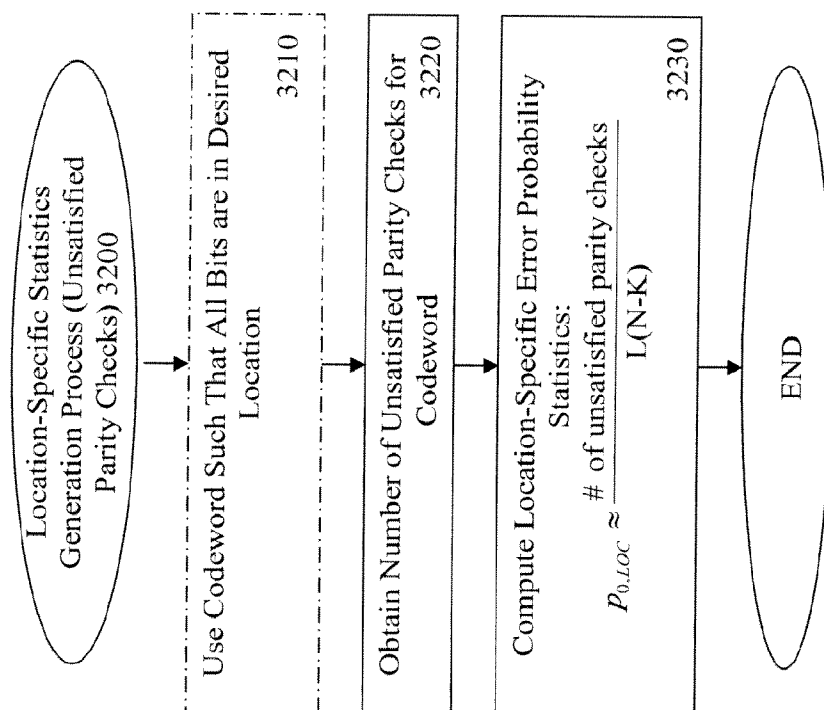 Location-Specific Statistics
Generation Process (Unsatisfied
Parity Checks) 3200
Use Codeword Such That All Bits are in Desired
Location
3210
Obtain Number of Unsatisfied Parity Checks for
Codeword
3220
Compute Location-Specific Error Probability
Statistics:
p0,LOC ≈ # of unsatisfied parity checks
L(N-K)
3230
END